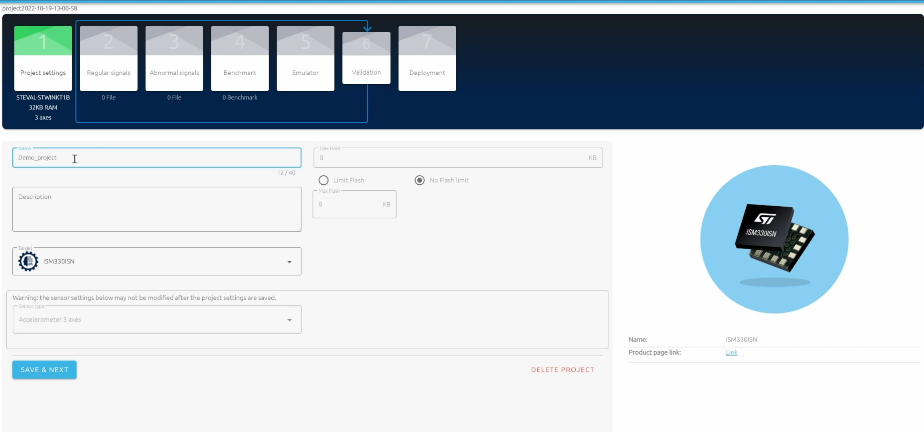 project2022-10-19-13-00-58
1
2
3
4
5
6
7
Project settings
Regular signals
Abnormal signals
Benchmark
Emulator
Validation
Deployment
STEVAL-STWINKT1B
32KB RAM
3 axes
0 File
0 File
0 Benchmark
Name
Demo_project
12 / 40
Description
Target
ISM330ISN
Warning: the sensor settings below may not be modified after the project settings are saved.
Sensor type
Accelerometer 3 axes
SAVE & NEXT
DELETE PROJECT
Max RAM
KB
Limit Flash
No Flash limit
Max Flash
KB
ST
ISM330ISN
Name:
ISM330ISN
Product page link:
Link